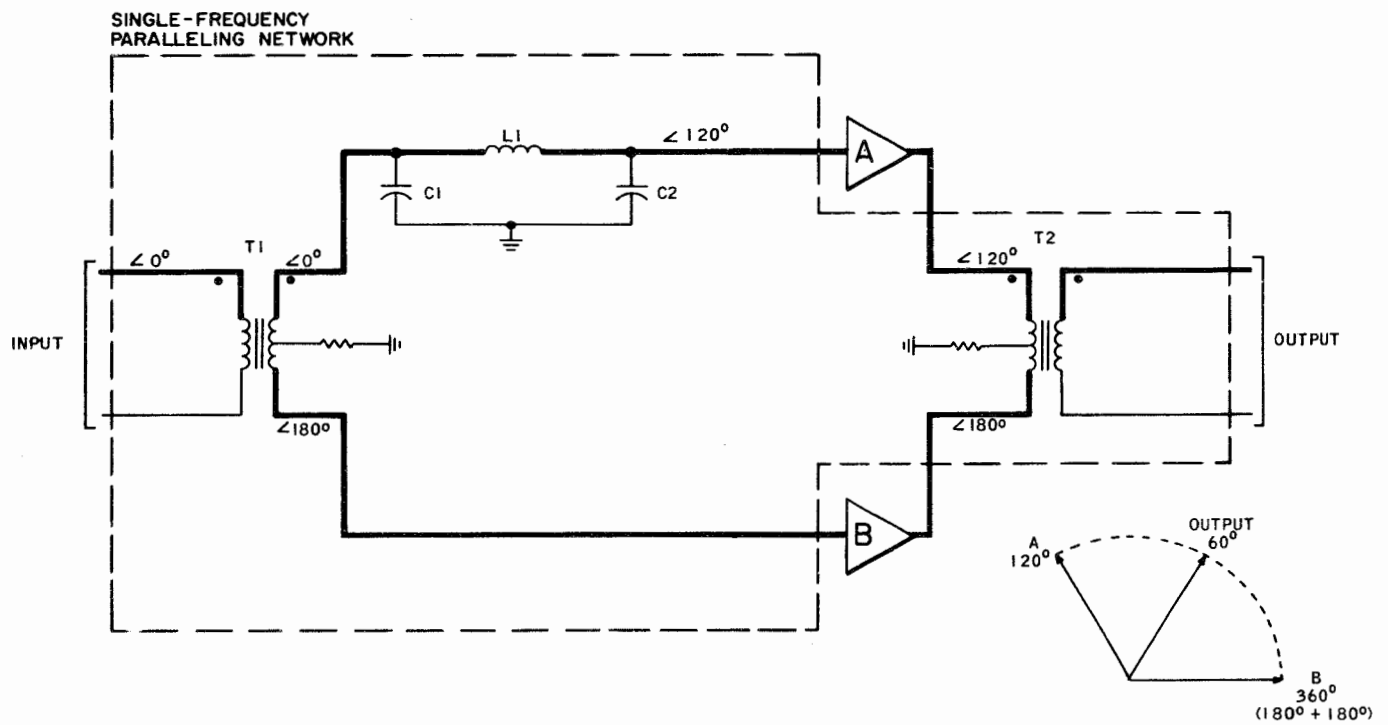 SINGLE-FREQUENCY
PARALLELING NETWORK
L1
∠120°
A
C1
C2
T1
T2
∠0°
∠0°
∠120°
INPUT
OUTPUT
∠180°
∠180°
B
OUTPUT
60°
A
120°
B
360°
(180° + 180°)